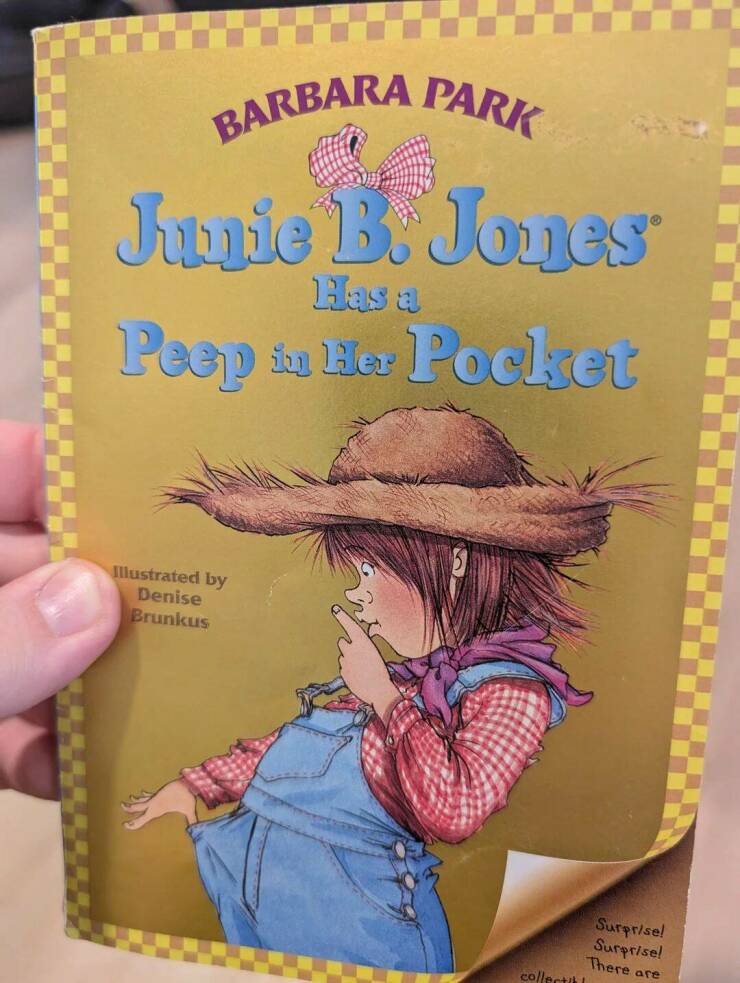 BARBARA PARK
Junie B. Jones®
Has a
Peep in Her Pocket
Illustrated by
Denise
Brunkus
Surprise!
Surprise!
There are